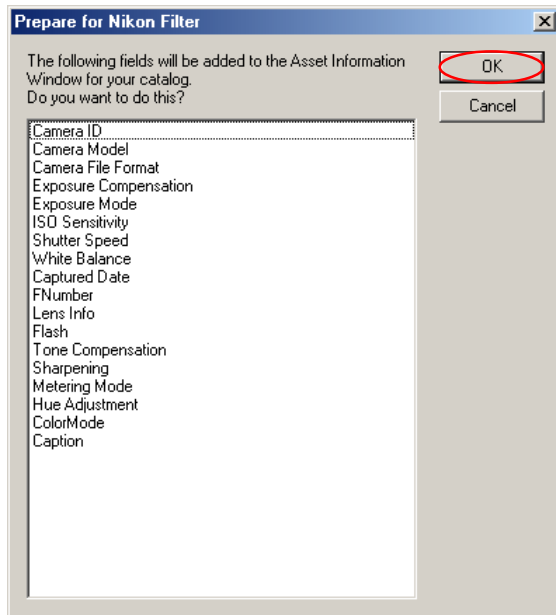 Prepare for Nikon Filter
The following fields will be added to the Asset Information
Window for your catalog.
Do you want to do this?
OK
Cancel
Camera ID
Camera Model
Camera File Format
Exposure Compensation
Exposure Mode
ISO Sensitivity
Shutter Speed
White Balance
Captured Date
FNumber
Lens Info
Flash
Tone Compensation
Sharpening
Metering Mode
Hue Adjustment
ColorMode
Caption